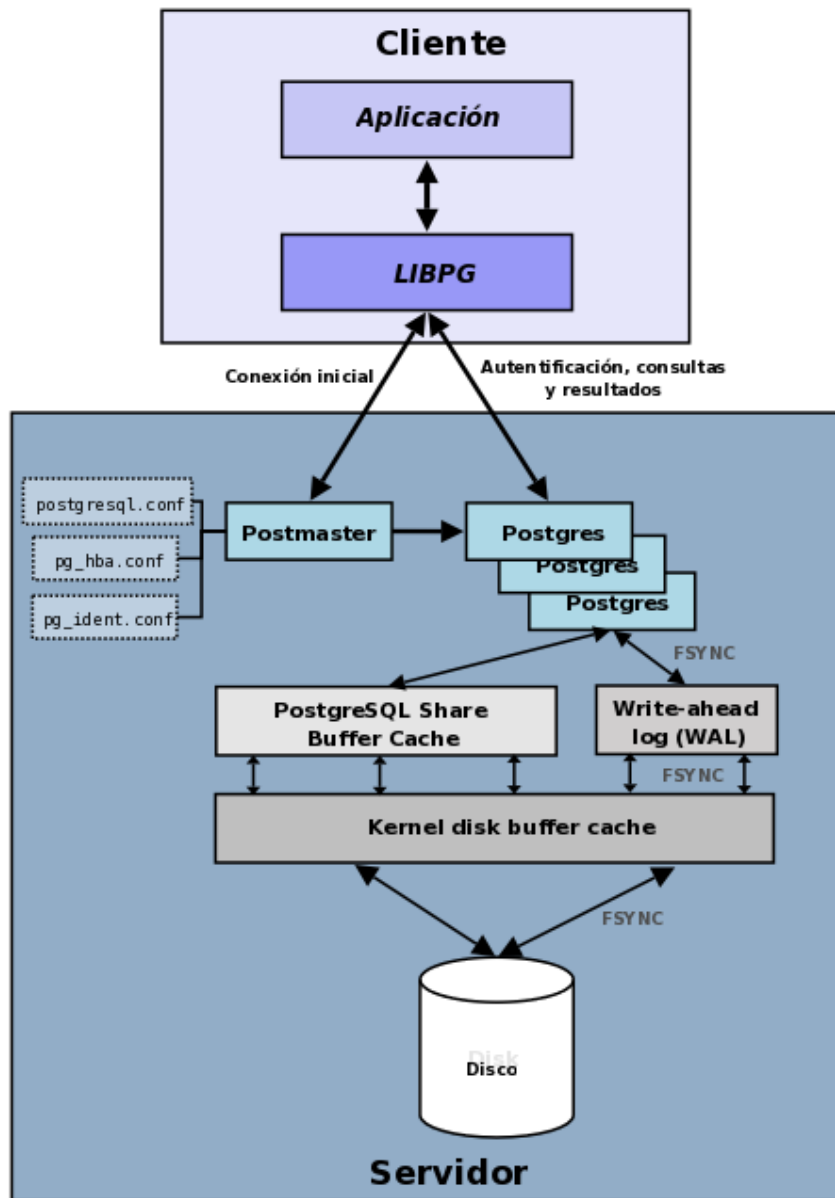 Cliente
Aplicación
LIBPG
Conexión inicial
Autentificación, consultas
y resultados
postgresql.conf
pg_hba.conf
pg_ident.conf
Postmaster
Postgres
Postgres
Postgres
FSYNC
PostgreSQL Share
Buffer Cache
Write-ahead
log (WAL)
FSYNC
Kernel disk buffer cache
FSYNC
Disk
Disco
Servidor